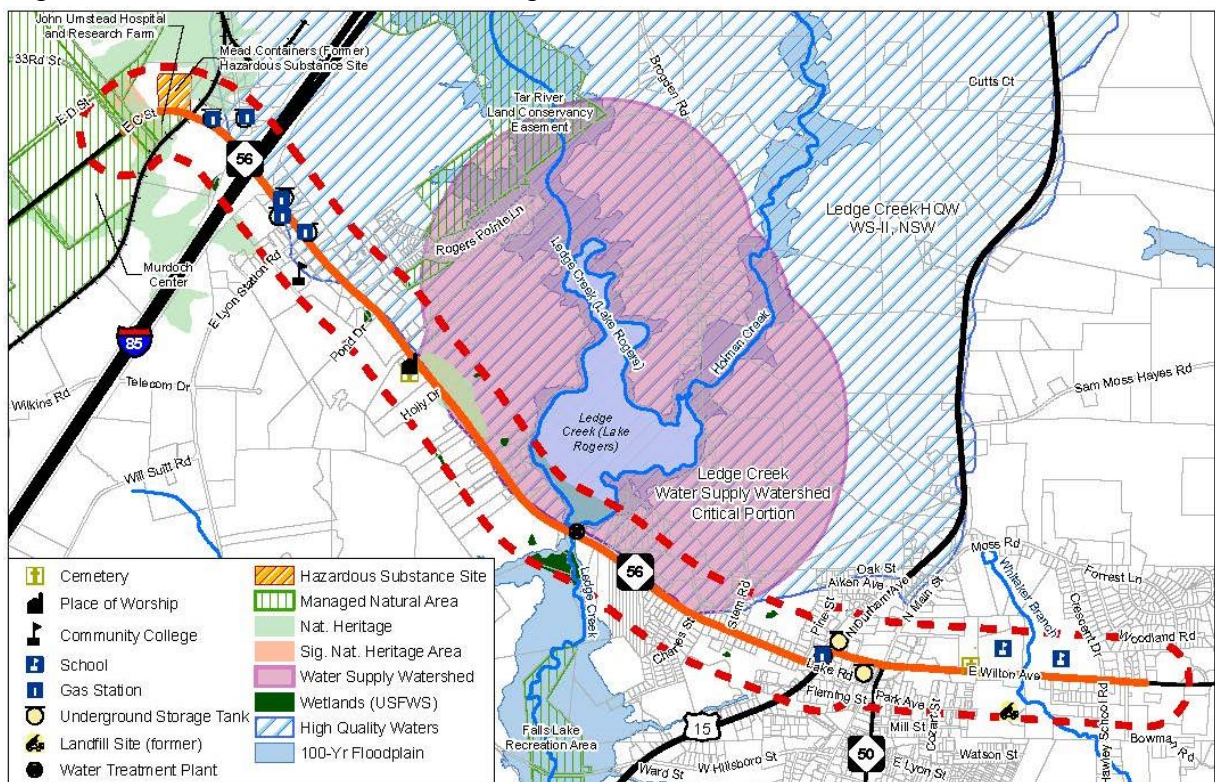 John Umstead Hospital
and Research Farm
Mead Containers (Former)
Hazardous Substance Site
33Rd St
E D St
E C St
56
Tar River
Land Conservancy
Easement
Broggen Rd
Cutts Ct
Ledge Creek HQW
WS-II, NSW
Rogers Pointe Ln
Ledge Creek (Lake Rogers)
Holman Creek
Murdoch
Center
E Lyon Station Rd
85
Pond Dr
Telecom Dr
Wilkins Rd
Holly Dr
Sam Moss Hayes Rd
Ledge
Creek (Lake
Rogers)
Will Suitt Rd
Ledge Creek
Water Supply Watershed
Critical Portion
56
Ledge Creek
Charles St
Stem Rd
Oak St
Aiken Ave
Pine St
N Durham Ave
N Main St
Moss Rd
Whitaker Branch
Forrest Ln
Crescent Dr
Woodland Rd
Lake Rd
E Wilton Ave
Fleming St
Park Ave
Mill St
Cozart St
Hawley School Rd
Bowman
15
Falls Lake
Recreation Area
Ward St
W Hillsboro St
50
E Lyon St
Watson St
Cemetery
Place of Worship
Community College
School
Gas Station
Underground Storage Tank
Landfill Site (former)
Water Treatment Plant
Hazardous Substance Site
Managed Natural Area
Nat. Heritage
Sig. Nat. Heritage Area
Water Supply Watershed
Wetlands (USFWS)
High Quality Waters
100-Yr Floodplain